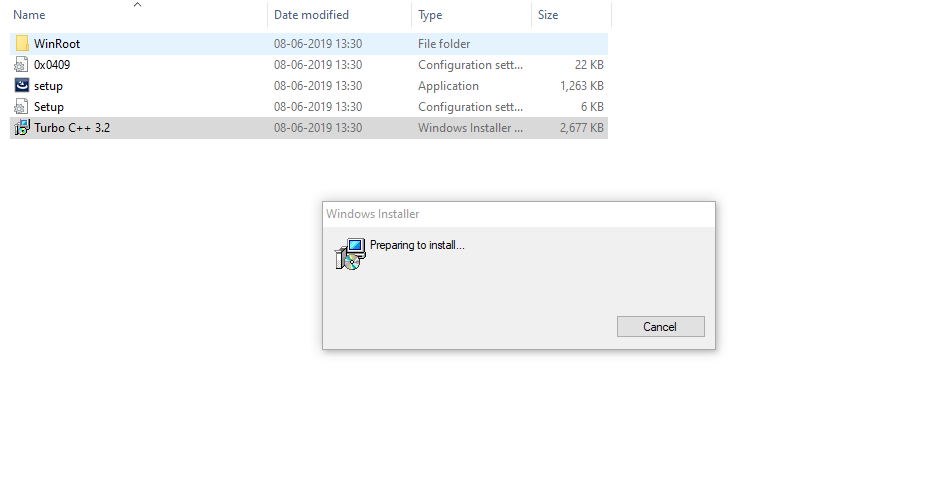 Name Date modified Type Size
WinRoot 08-06-2019 13:30 File folder
0x0409 08-06-2019 13:30 Configuration sett... 22 KB
setup 08-06-2019 13:30 Application 1,263 KB
Setup 08-06-2019 13:30 Configuration sett... 6 KB
Turbo C++ 3.2 08-06-2019 13:30 Windows Installer ... 2,677 KB
Windows Installer
Preparing to install...
Cancel